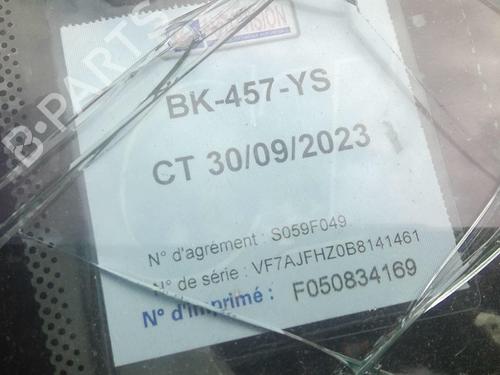 BK-457-YS
CT 30/09/2023
N° d'agrément : S059F049
N° de série : VF7AJFHZ0B8141461
N° d'imprimé : F050834169
B-PARTS